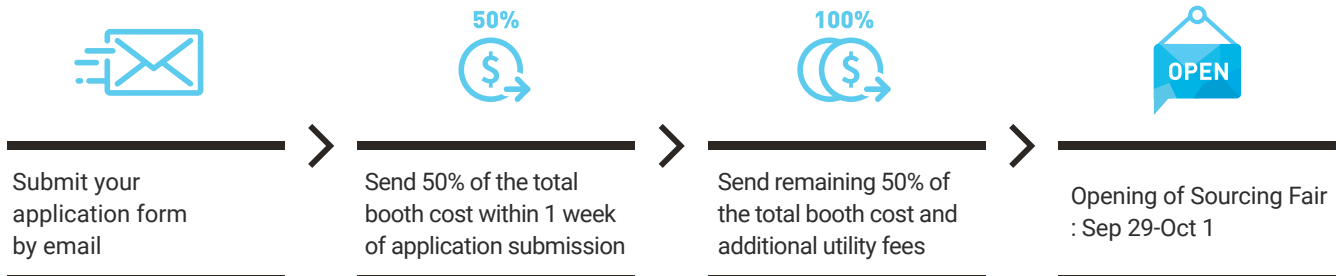 50%
100%
OPEN
Submit your
application form
by email
Send 50% of the total
booth cost within 1 week
of application submission
Send remaining 50% of
the total booth cost and
additional utility fees
Opening of Sourcing Fair
: Sep 29-Oct 1